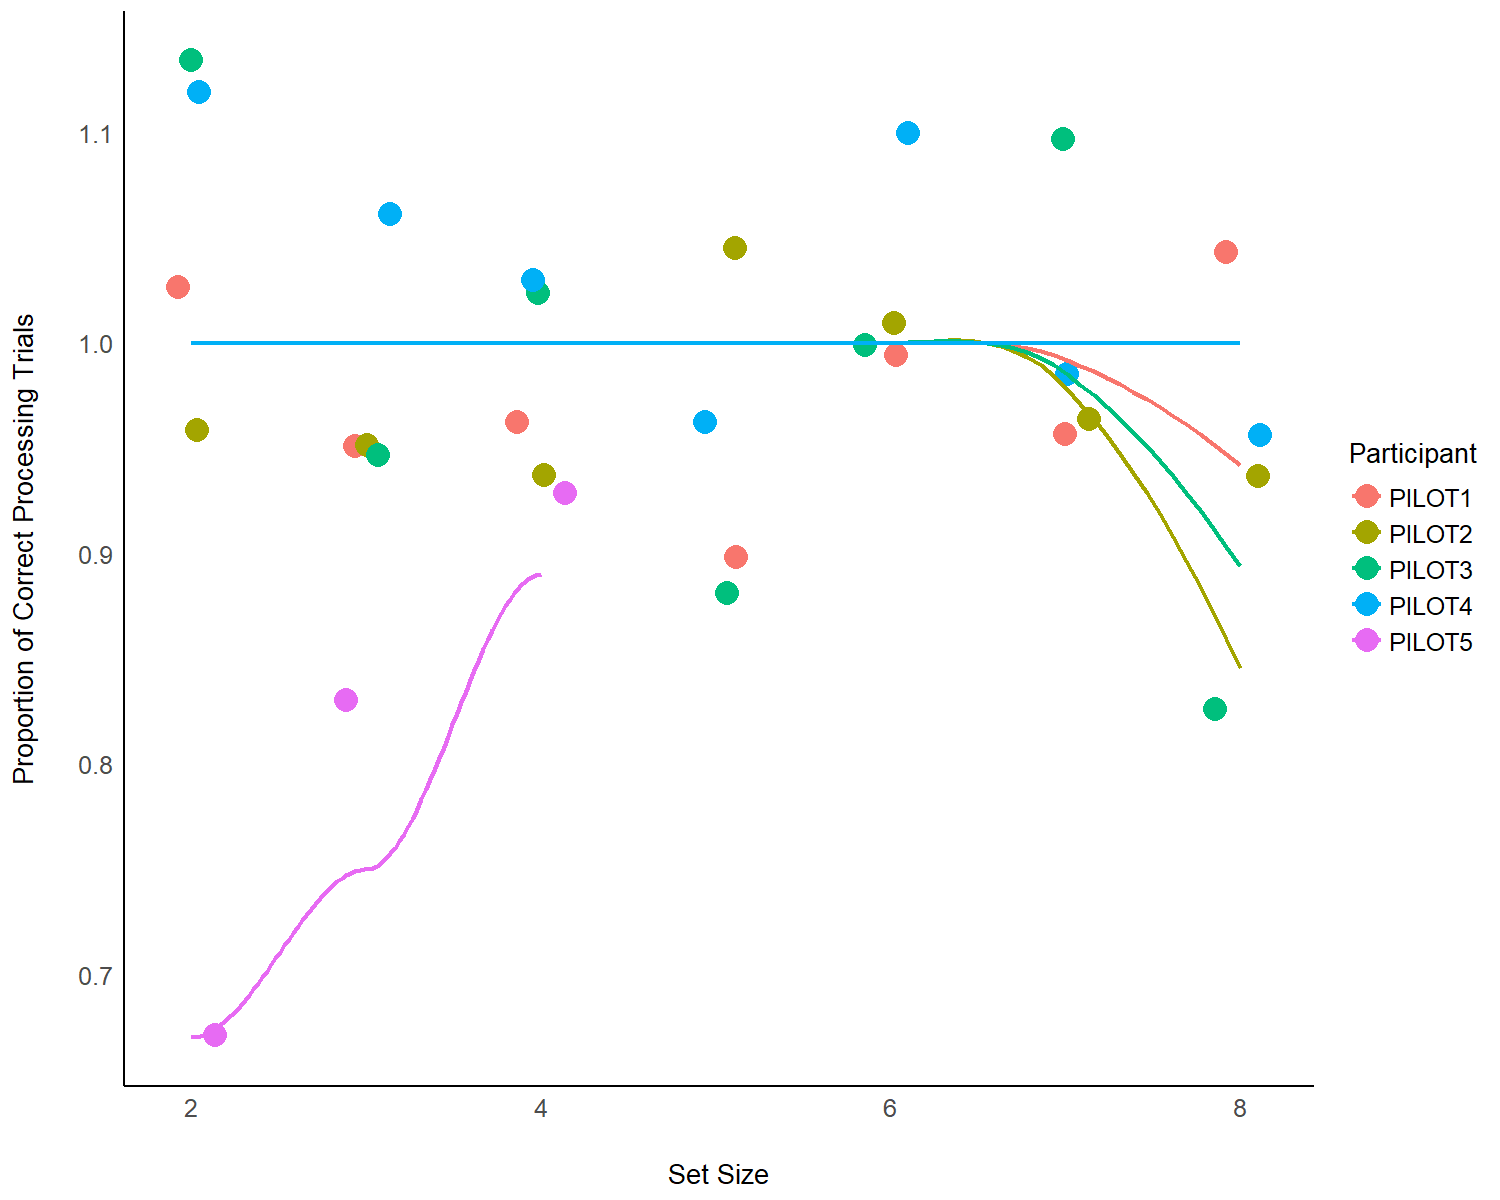 Proportion of Correct Processing Trials
1.1
1.0
0.9
0.8
0.7
2 4 6 8
Set Size
Participant
PILOT1
PILOT2
PILOT3
PILOT4
PILOT5